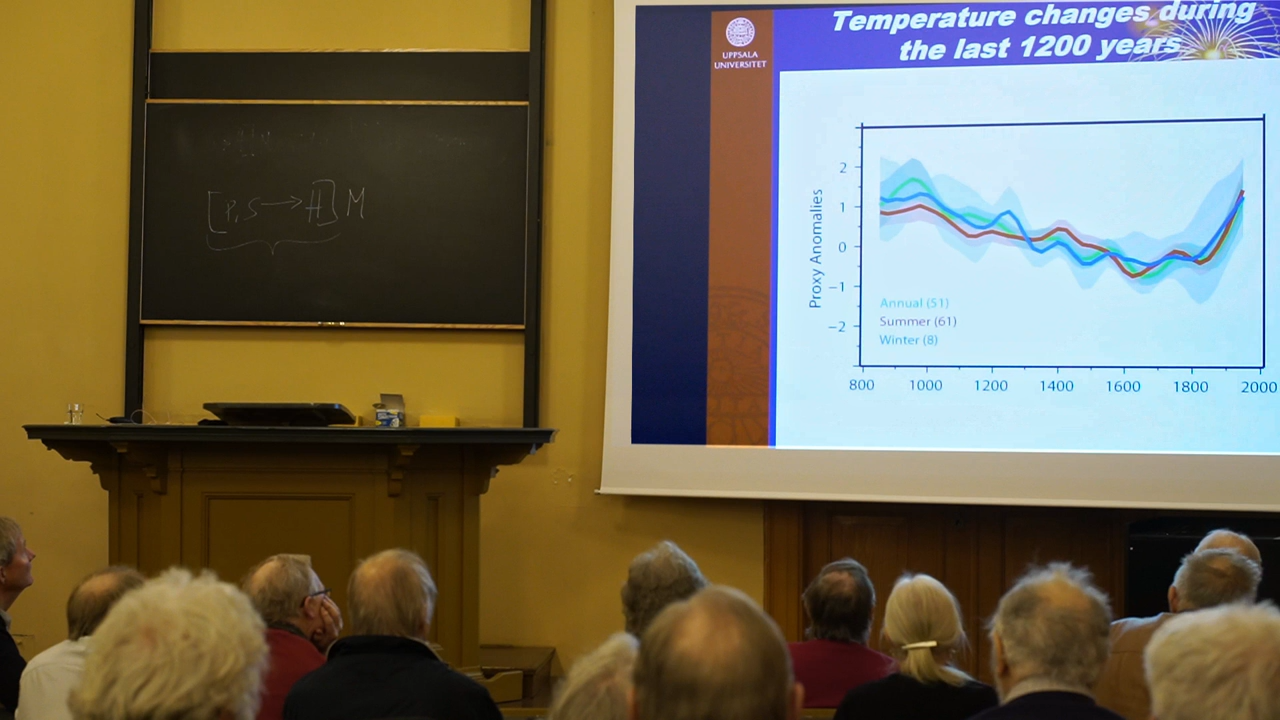 [P,S → H] M
UPPSALA
UNIVERSITET
Temperature changes during
the last 1200 years
Proxy Anomalies
2
1
0
−1
−2
Annual (51)
Summer (61)
Winter (8)
800 1000 1200 1400 1600 1800 2000